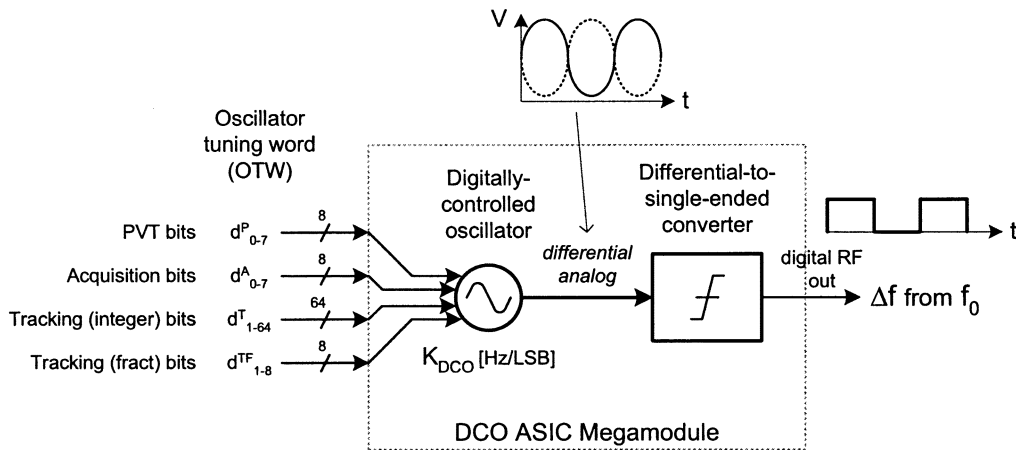 V
t
Oscillator
tuning word
(OTW)
Digitally-
controlled
oscillator
Differential-to-
single-ended
converter
PVT bits d^P_0-7 8
Acquisition bits d^A_0-7 8
Tracking (integer) bits d^T_1-64 64
Tracking (fract) bits d^TF_1-8 8
differential
analog
digital RF
out
t
Δf from f_0
K_DCO [Hz/LSB]
DCO ASIC Megamodule